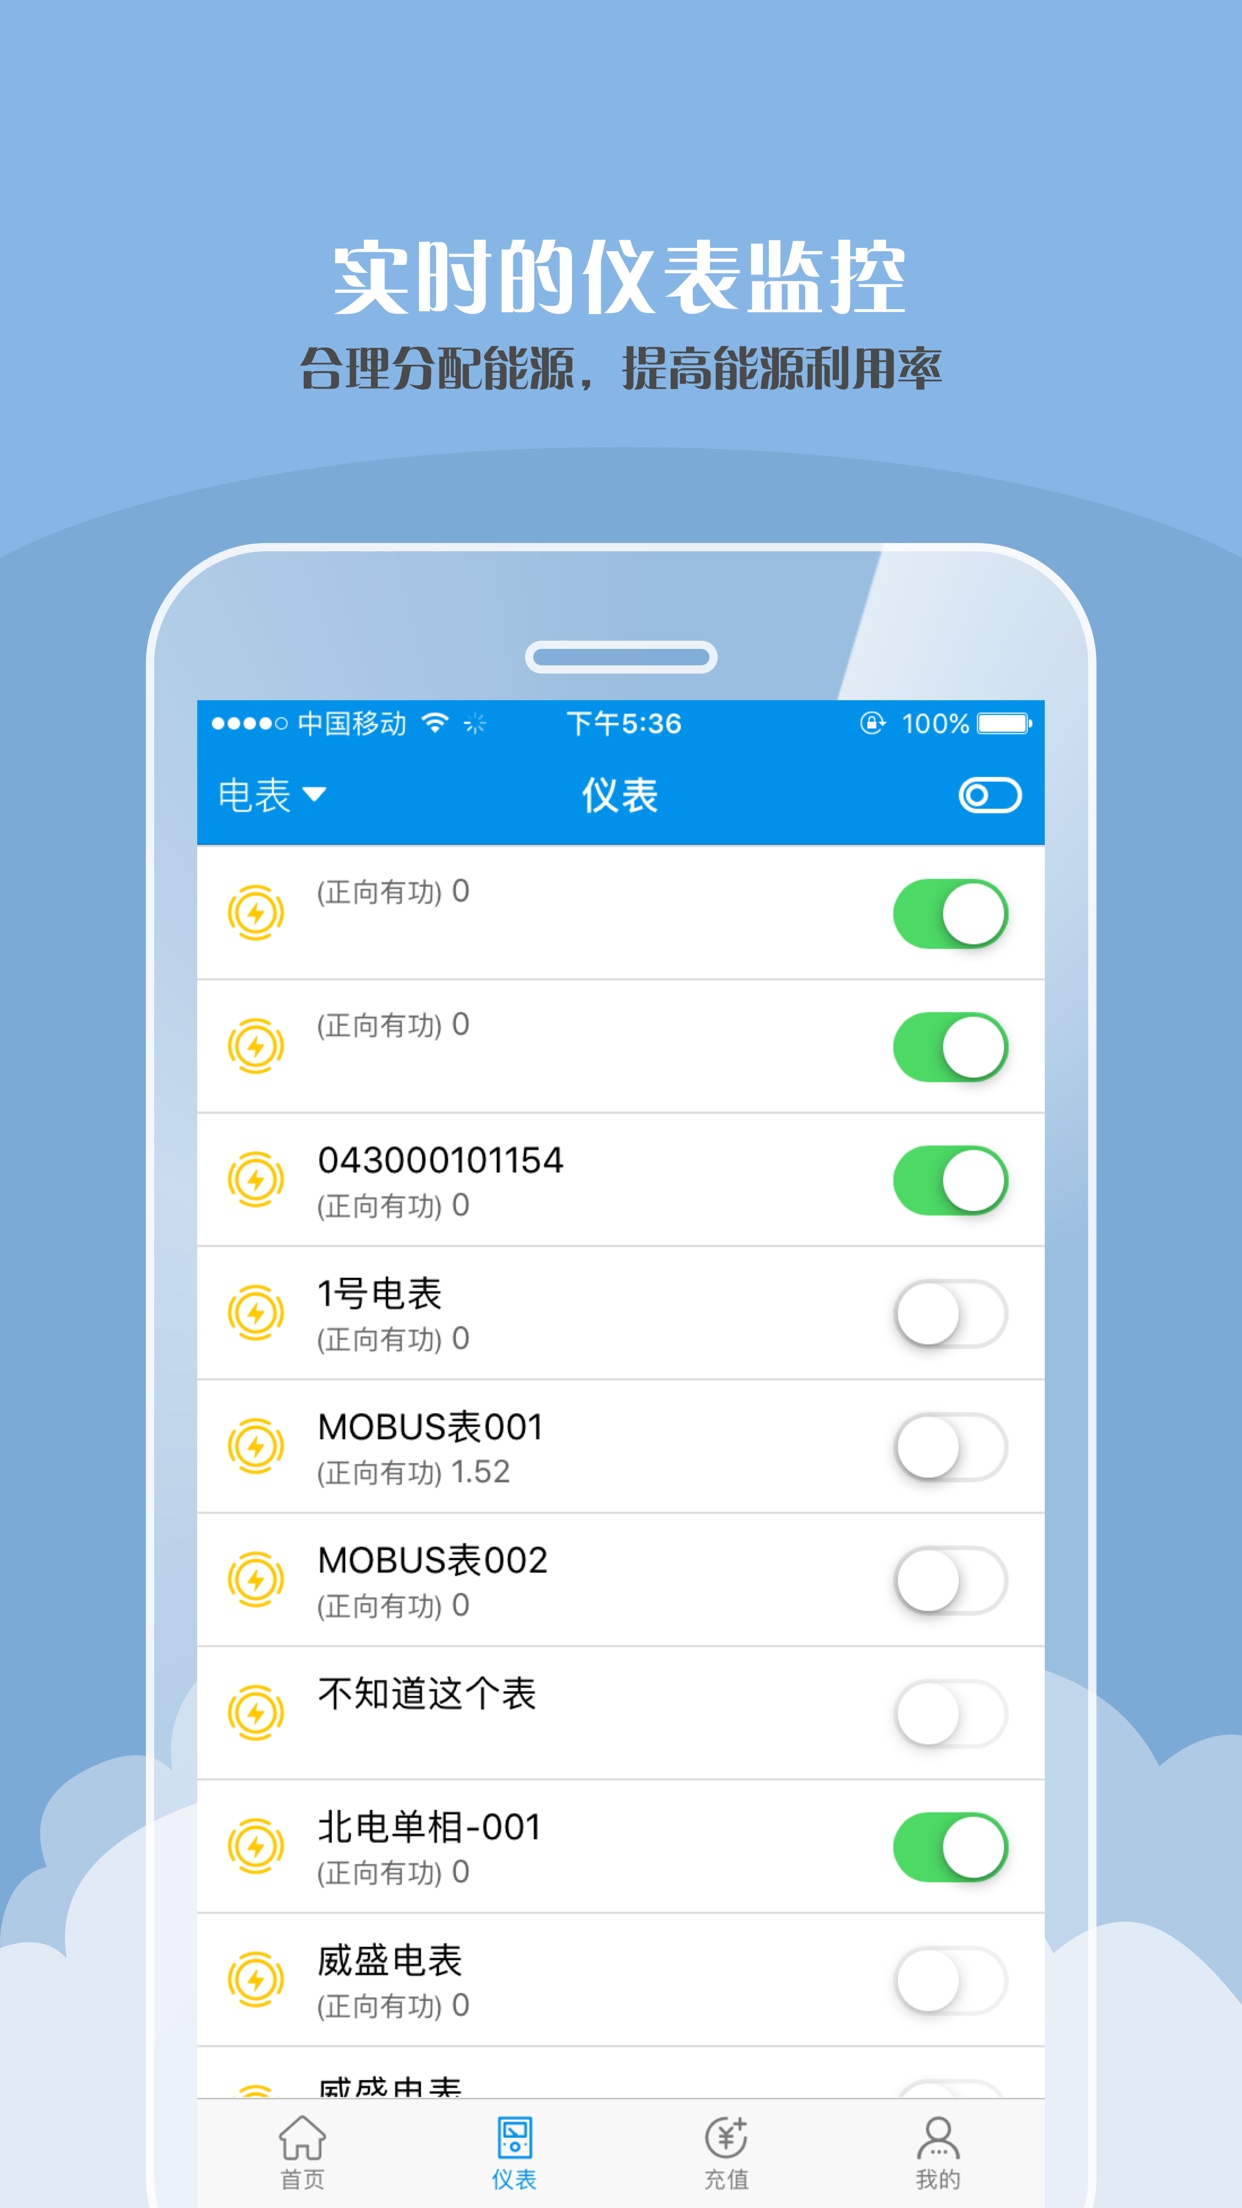 实时的仪表监控
合理分配能源，提高能源利用率
中国移动 下午5:36 100%
电表 仪表
(正向有功) 0
(正向有功) 0
043000101154
(正向有功) 0
1号电表
(正向有功) 0
MOBUS表001
(正向有功) 1.52
MOBUS表002
(正向有功) 0
不知道这个表
北电单相-001
(正向有功) 0
威盛电表
(正向有功) 0
威盛电表
首页 仪表 充值 我的